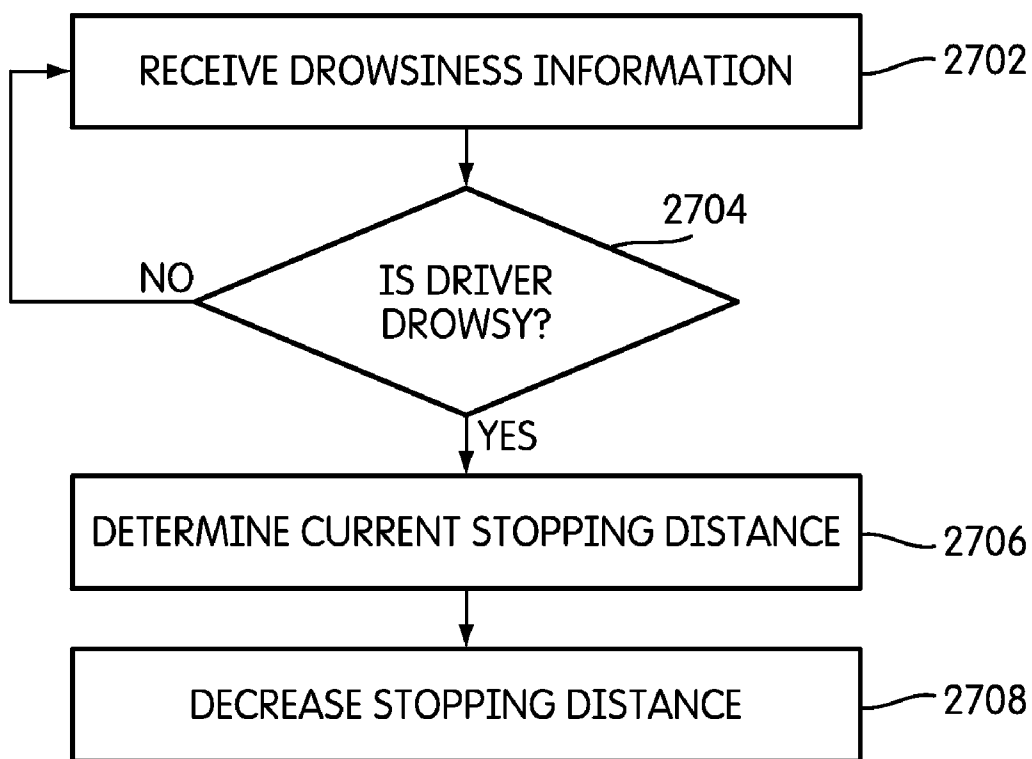 RECEIVE DROWSINESS INFORMATION
2702
2704
IS DRIVER
DROWSY?
NO
YES
DETERMINE CURRENT STOPPING DISTANCE
2706
DECREASE STOPPING DISTANCE
2708